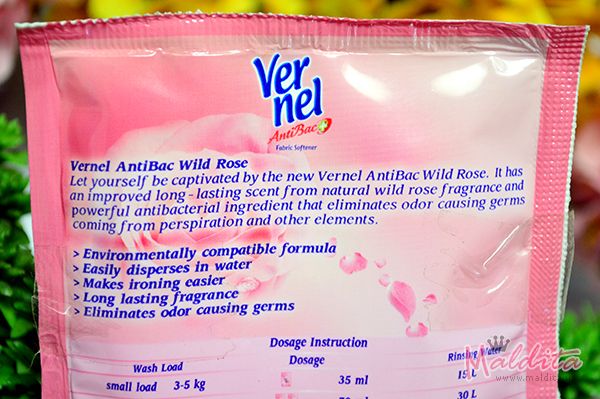 Ver
nel
AntiBac
Fabric Softener
Vernel AntiBac Wild Rose
Let yourself be captivated by the new Vernel AntiBac Wild Rose. It has
an improved long-lasting scent from natural wild rose fragrance and
powerful antibacterial ingredient that eliminates odor causing germs
coming from perspiration and other elements.
> Environmentally compatible formula
> Easily disperses in water
> Makes ironing easier
> Long lasting fragrance
> Eliminates odor causing germs
Dosage Instruction
Wash Load Dosage Rinsing Water
small load 3-5 kg 35 ml 15 L
30 L
Maldita